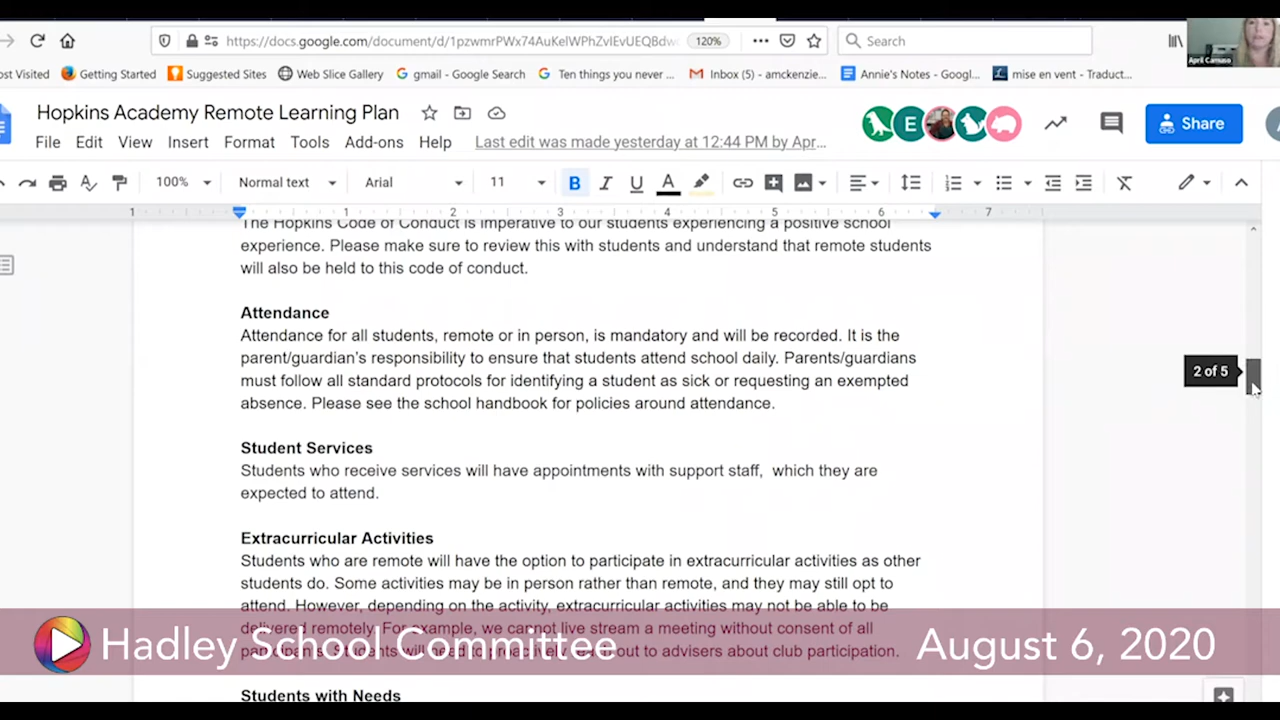 https://docs.google.com/document/d/1pzwmrPWx74AuKelWPhZvIEvUEQBdw
120%
Search
April Camuso
ost Visited
Getting Started
Suggested Sites
Web Slice Gallery
gmail - Google Search
Ten things you never ...
Inbox (5) - amckenzie...
Annie's Notes - Googl...
mise en vent - Traduct...
Hopkins Academy Remote Learning Plan
E
Share
File Edit View Insert Format Tools Add-ons Help Last edit was made yesterday at 12:44 PM by Apr...
100% Normal text Arial 11 B I U A
1 1 2 3 4 5 6 7
The Hopkins Code of Conduct is imperative to our students experiencing a positive school
experience. Please make sure to review this with students and understand that remote students
will also be held to this code of conduct.
Attendance
Attendance for all students, remote or in person, is mandatory and will be recorded. It is the
parent/guardian's responsibility to ensure that students attend school daily. Parents/guardians
must follow all standard protocols for identifying a student as sick or requesting an exempted
absence. Please see the school handbook for policies around attendance.
2 of 5
Student Services
Students who receive services will have appointments with support staff, which they are
expected to attend.
Extracurricular Activities
Students who are remote will have the option to participate in extracurricular activities as other
students do. Some activities may be in person rather than remote, and they may still opt to
attend. However, depending on the activity, extracurricular activities may not be able to be
delivered remotely. For example, we cannot live stream a meeting without consent of all
Students will out to advisers about club participation.
Hadley School Committee
August 6, 2020
Students with Needs